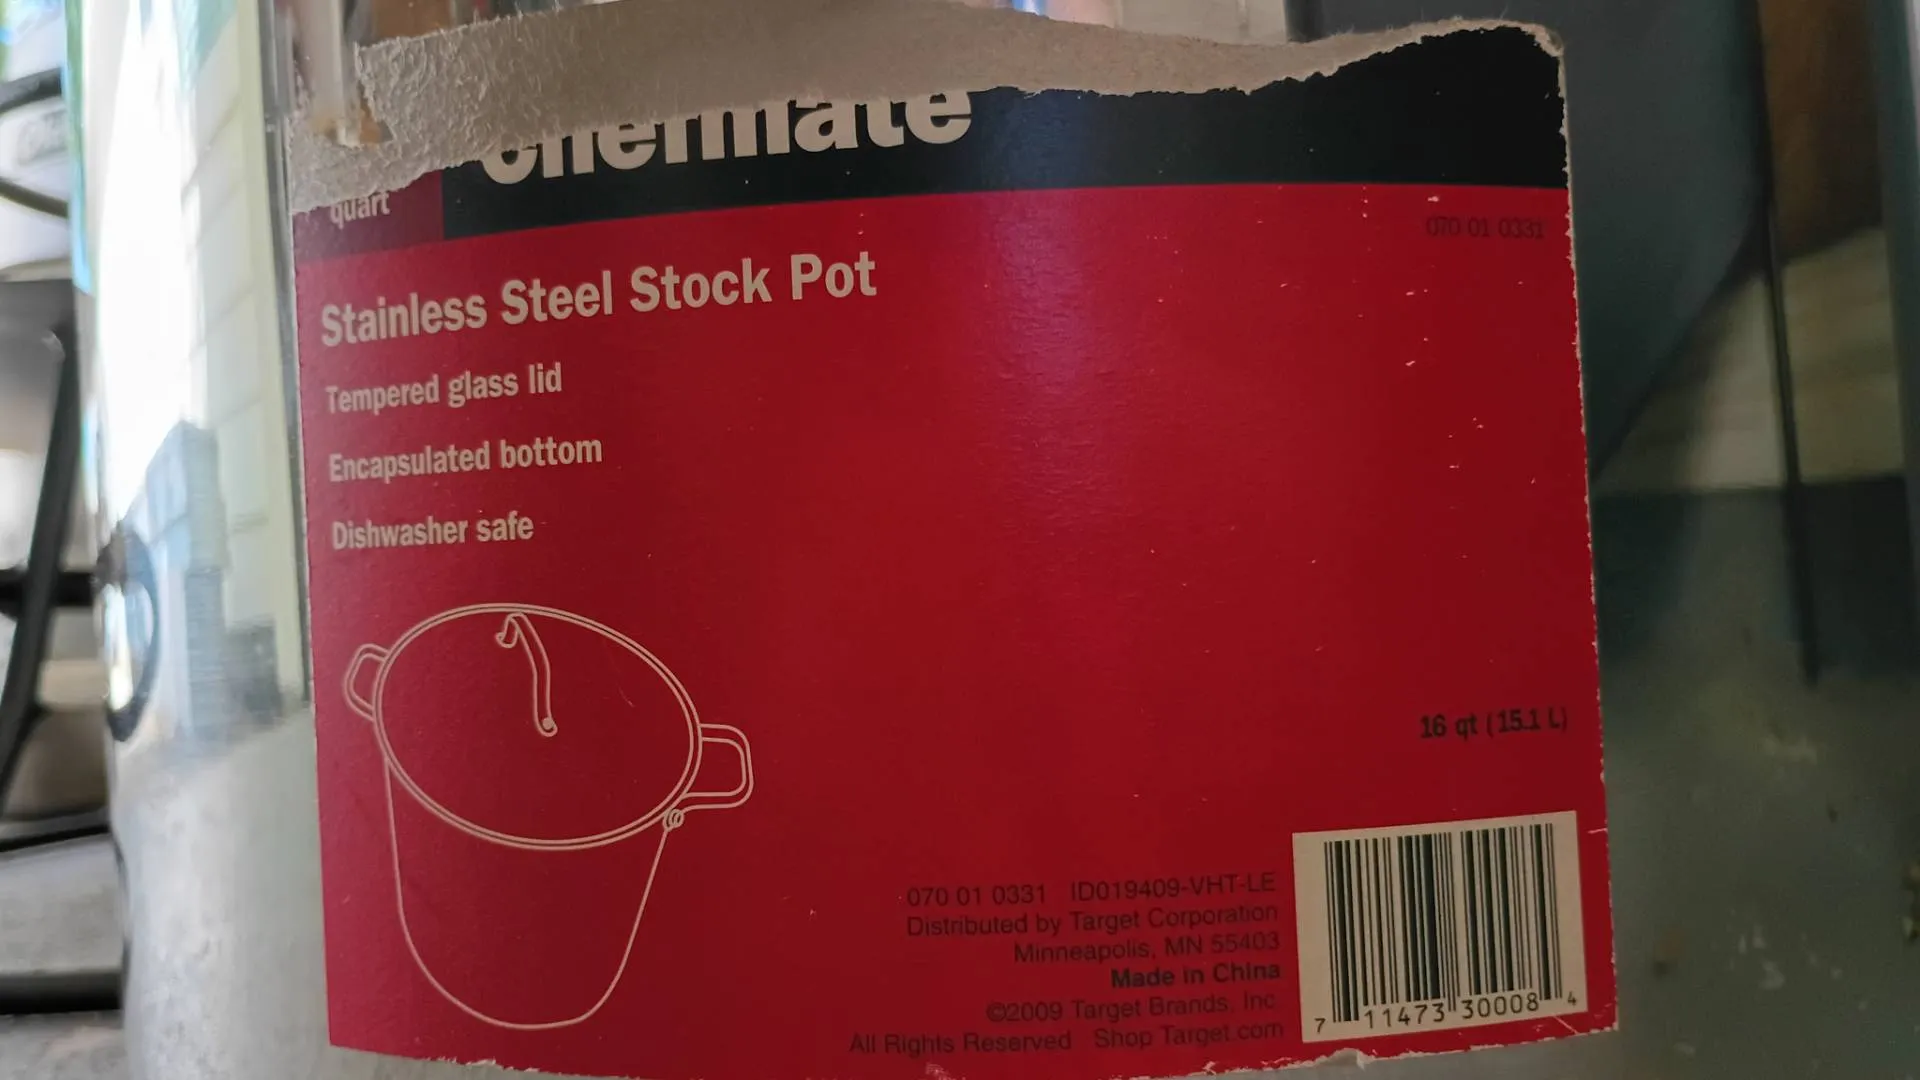 chefmate
quart
070 01 0331
Stainless Steel Stock Pot
Tempered glass lid
Encapsulated bottom
Dishwasher safe
16 qt (15.1 L)
070 01 0331 ID019409-VHT-LE
Distributed by Target Corporation
Minneapolis, MN 55403
Made in China
©2009 Target Brands, Inc.
All Rights Reserved Shop Target.com
7 11473 30008 4